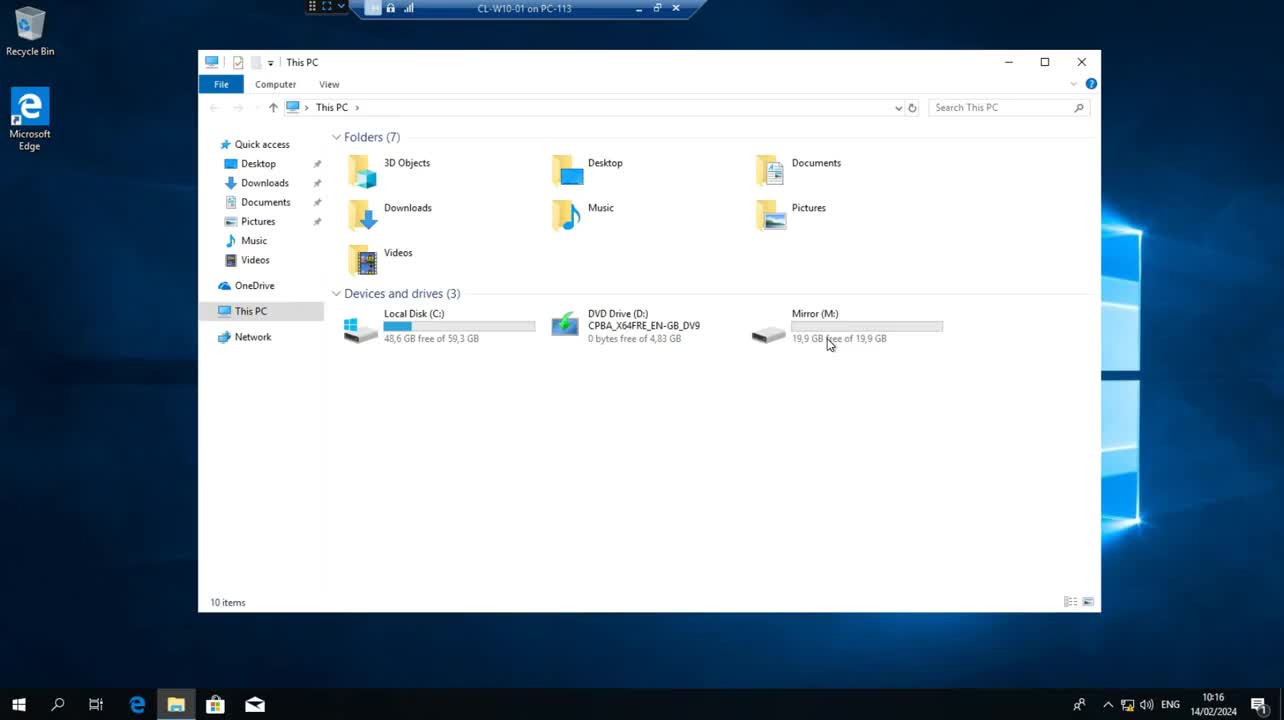 CL-W10-01 on PC-113
Recycle Bin
Microsoft
Edge
This PC
File
Computer
View
This PC
Search This PC
Quick access
Desktop
Downloads
Documents
Pictures
Music
Videos
OneDrive
This PC
Network
Folders (7)
3D Objects
Desktop
Documents
Downloads
Music
Pictures
Videos
Devices and drives (3)
Local Disk (C:)
48,6 GB free of 59,3 GB
DVD Drive (D:)
CPBA_X64FRE_EN-GB_DV9
0 bytes free of 4,83 GB
Mirror (M:)
19,9 GB free of 19,9 GB
10 items
ENG
10:16
14/02/2024
1